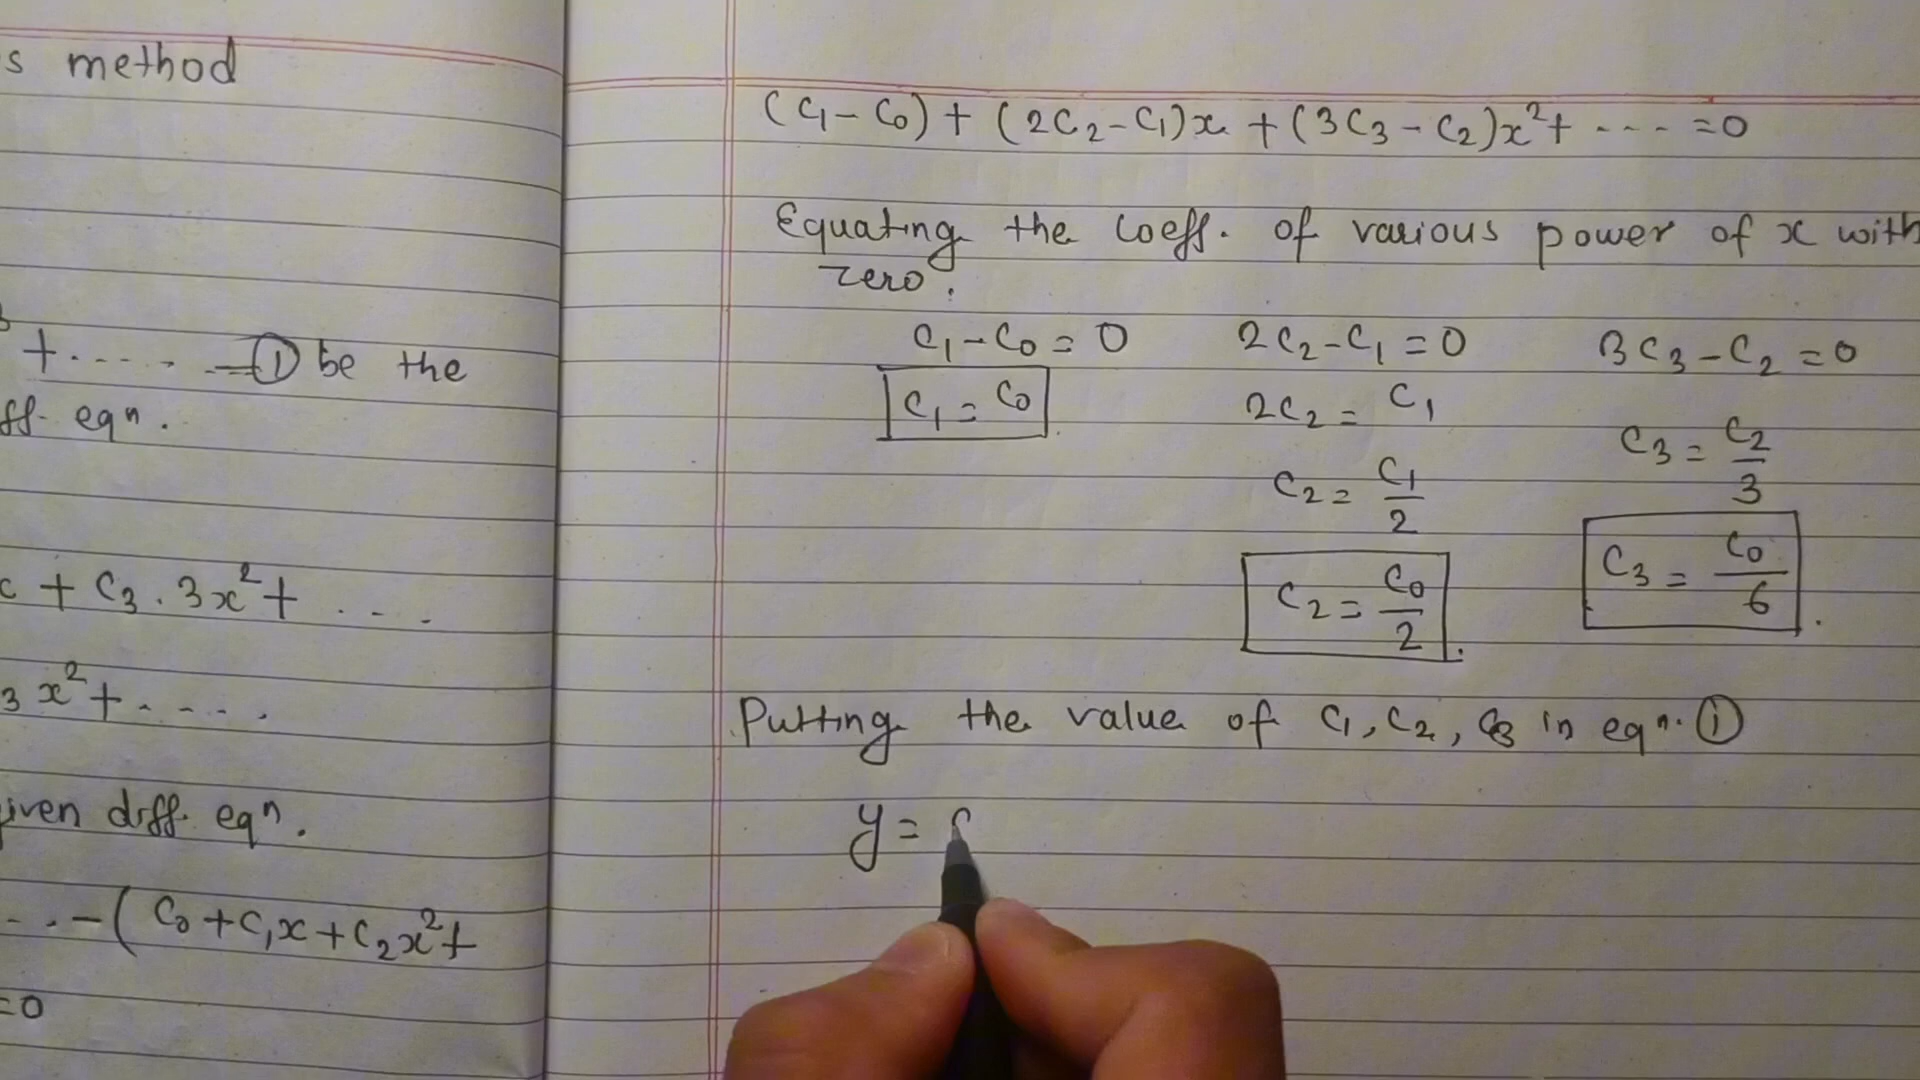 s method
+ ..... —① be the
ff. eqn.
+ C3 . 3x² + ....
3 x² + .....
given diff. eqn.
.. - ( C0 + C1x + C2x² +
=0
(C1 - C0) + (2C2 - C1)x + (3C3 - C2)x² + .... = 0
Equating the coeff. of various power of x with
zero.
C1 - C0 = 0 2C2 - C1 = 0 3C3 - C2 = 0
C1 = C0 2C2 = C1 C3 = C2/3
C2 = C1/2
C2 = C0/2 C3 = C0/6
Putting the value of C1, C2, C3 in eqn. ①
y =